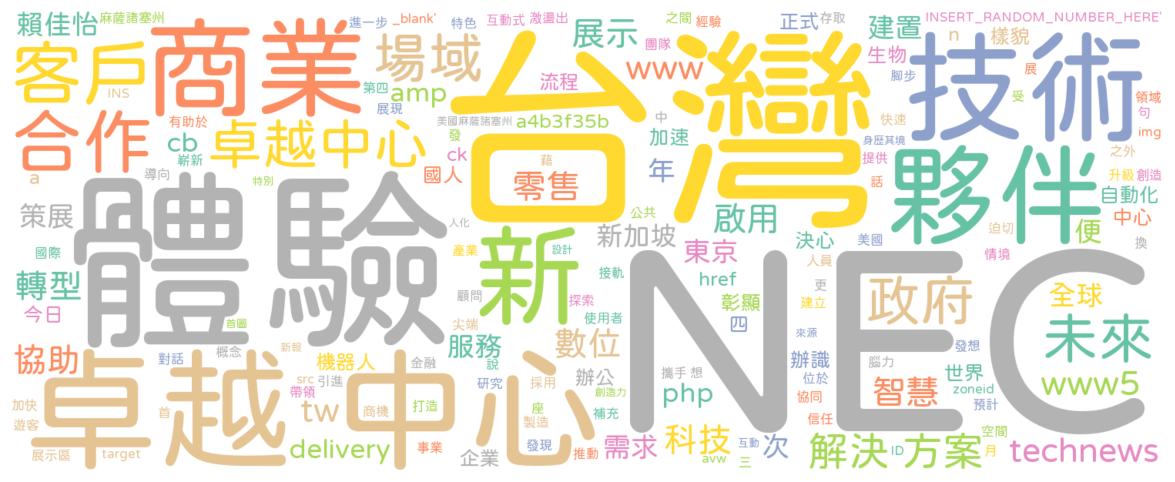 賴佳怡 麻薩諸塞州 進一步 _blank' 特色 互動式 激盪出 之間 經驗 正式 存取 建置 INSERT_RANDOM_NUMBER_HERE'
客戶 商業 場域 展示 團隊 台灣 生物 n 樣貌 技術
INS 第四 amp 流程 www 腳步 展 領域
展現 美國麻薩諸塞州 a4b3f35b 中 快速 受 句 img
合作 有助於 cb 卓越中心 發 加速 身歷其境 之外
嶄新 ck 藉 提供 夥伴 升級 創造
a 導向 特別 國人 零售 年 話 自動化
策展 體驗 人化 公共 啟用 迫切 便 中心
新 新加坡 東京 決心 美國 換
國際 產業 設計 接軌 人員 情境
轉型 顧問 探索 href 更 NEC 政府 全球
今日 首圖 尖端 使用者 彰顯 建立 四 未來
協助 對話 概念 新報 機器人 金融 服務 說 數位 來源 辦識 發想
卓越中心 src 引進 帶領 研究 採用 辦公 攜手 想 位於 腦力 世界 www5
加快 創造力 php 協同 智慧 zoneid 預計
遊客 首 tw 商機 打造 座 製造 補充 信任
展示區 target delivery 事業 企業 發現 推動 需求 科技 avw 互動 三 次 解決方案 ID 空間 月 technews